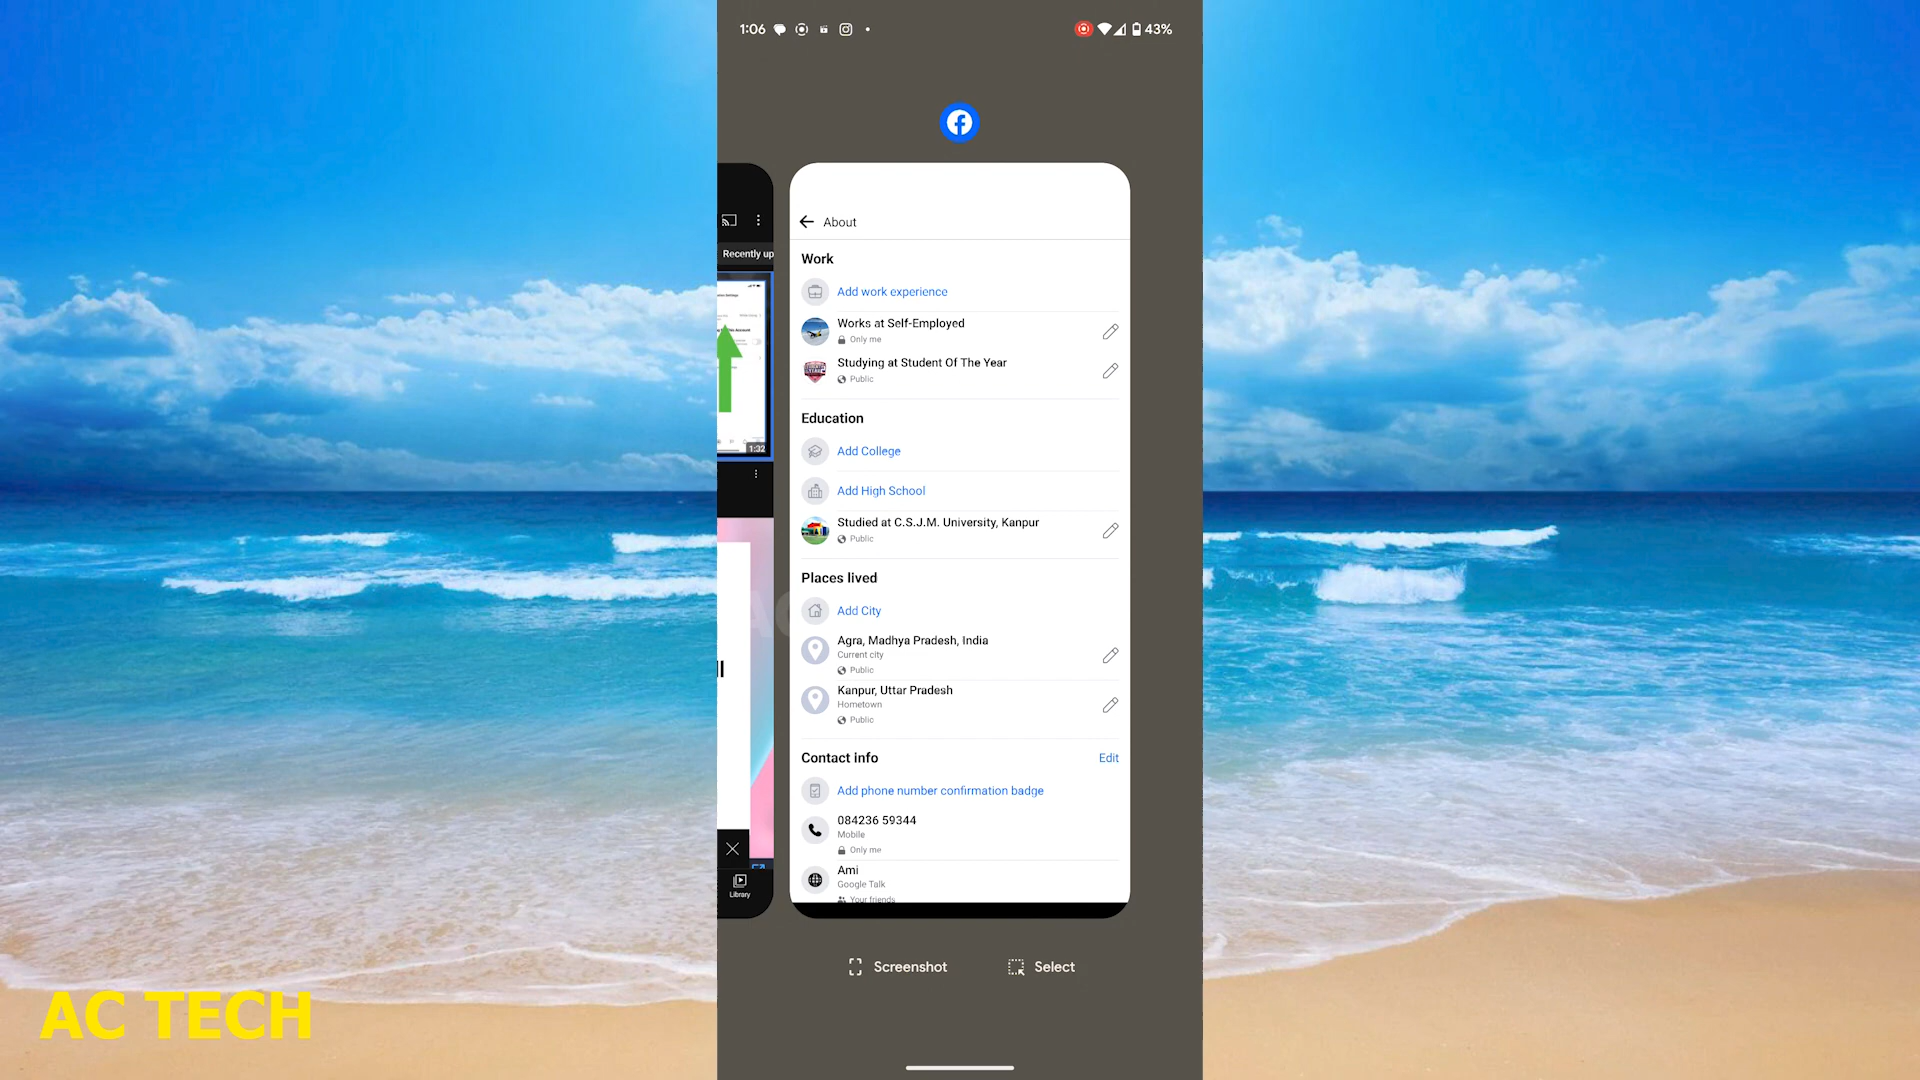 1:06
43%
About
Recently up
Work
Add work experience
Works at Self-Employed
Only me
Studying at Student Of The Year
Public
1:32
Education
Add College
Add High School
Studied at C.S.J.M. University, Kanpur
Public
Places lived
Add City
Agra, Madhya Pradesh, India
Current city
Public
Kanpur, Uttar Pradesh
Hometown
Public
Contact info
Edit
Add phone number confirmation badge
084236 59344
Mobile
Only me
Ami
Google Talk
Your friends
Library
Screenshot
Select
AC TECH